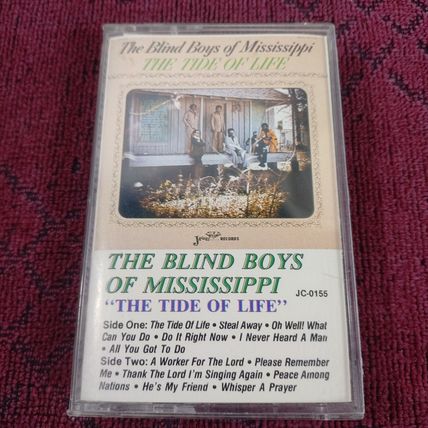 The Blind Boys of Mississippi
THE TIDE OF LIFE
Jewel RECORDS
THE BLIND BOYS
OF MISSISSIPPI JC-0155
"THE TIDE OF LIFE"
Side One: The Tide Of Life • Steal Away • Oh Well! What
Can You Do • Do It Right Now • I Never Heard A Man
• All You Got To Do
Side Two: A Worker For The Lord • Please Remember
Me • Thank The Lord I'm Singing Again • Peace Among
Nations • He's My Friend • Whisper A Prayer